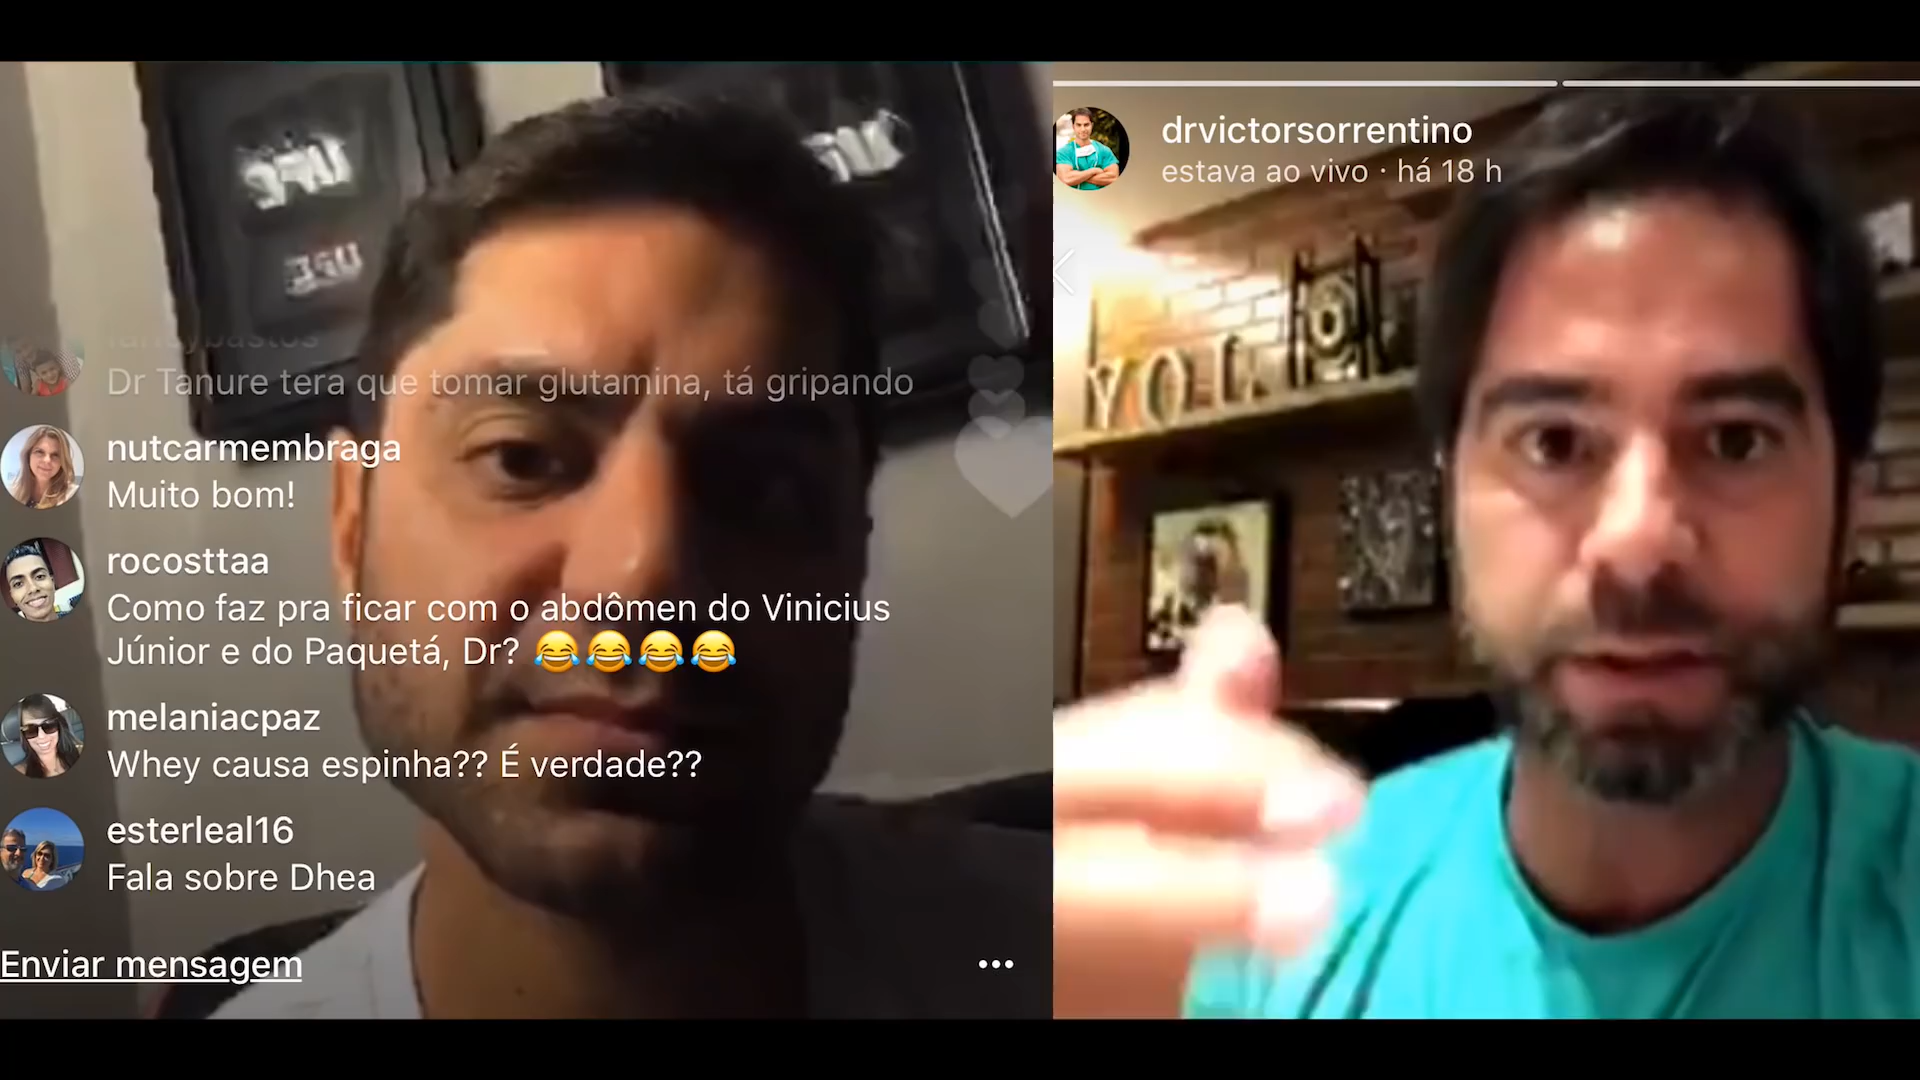 Dr Tanure tera que tomar glutamina, tá gripando
nutcarmembraga
Muito bom!
rocosttaa
Como faz pra ficar com o abdômen do Vinicius
Júnior e do Paquetá, Dr? 😂😂😂😂
melaniacpaz
Whey causa espinha?? É verdade??
esterleal16
Fala sobre Dhea
Enviar mensagem
drvictorsorrentino
estava ao vivo · há 18 h